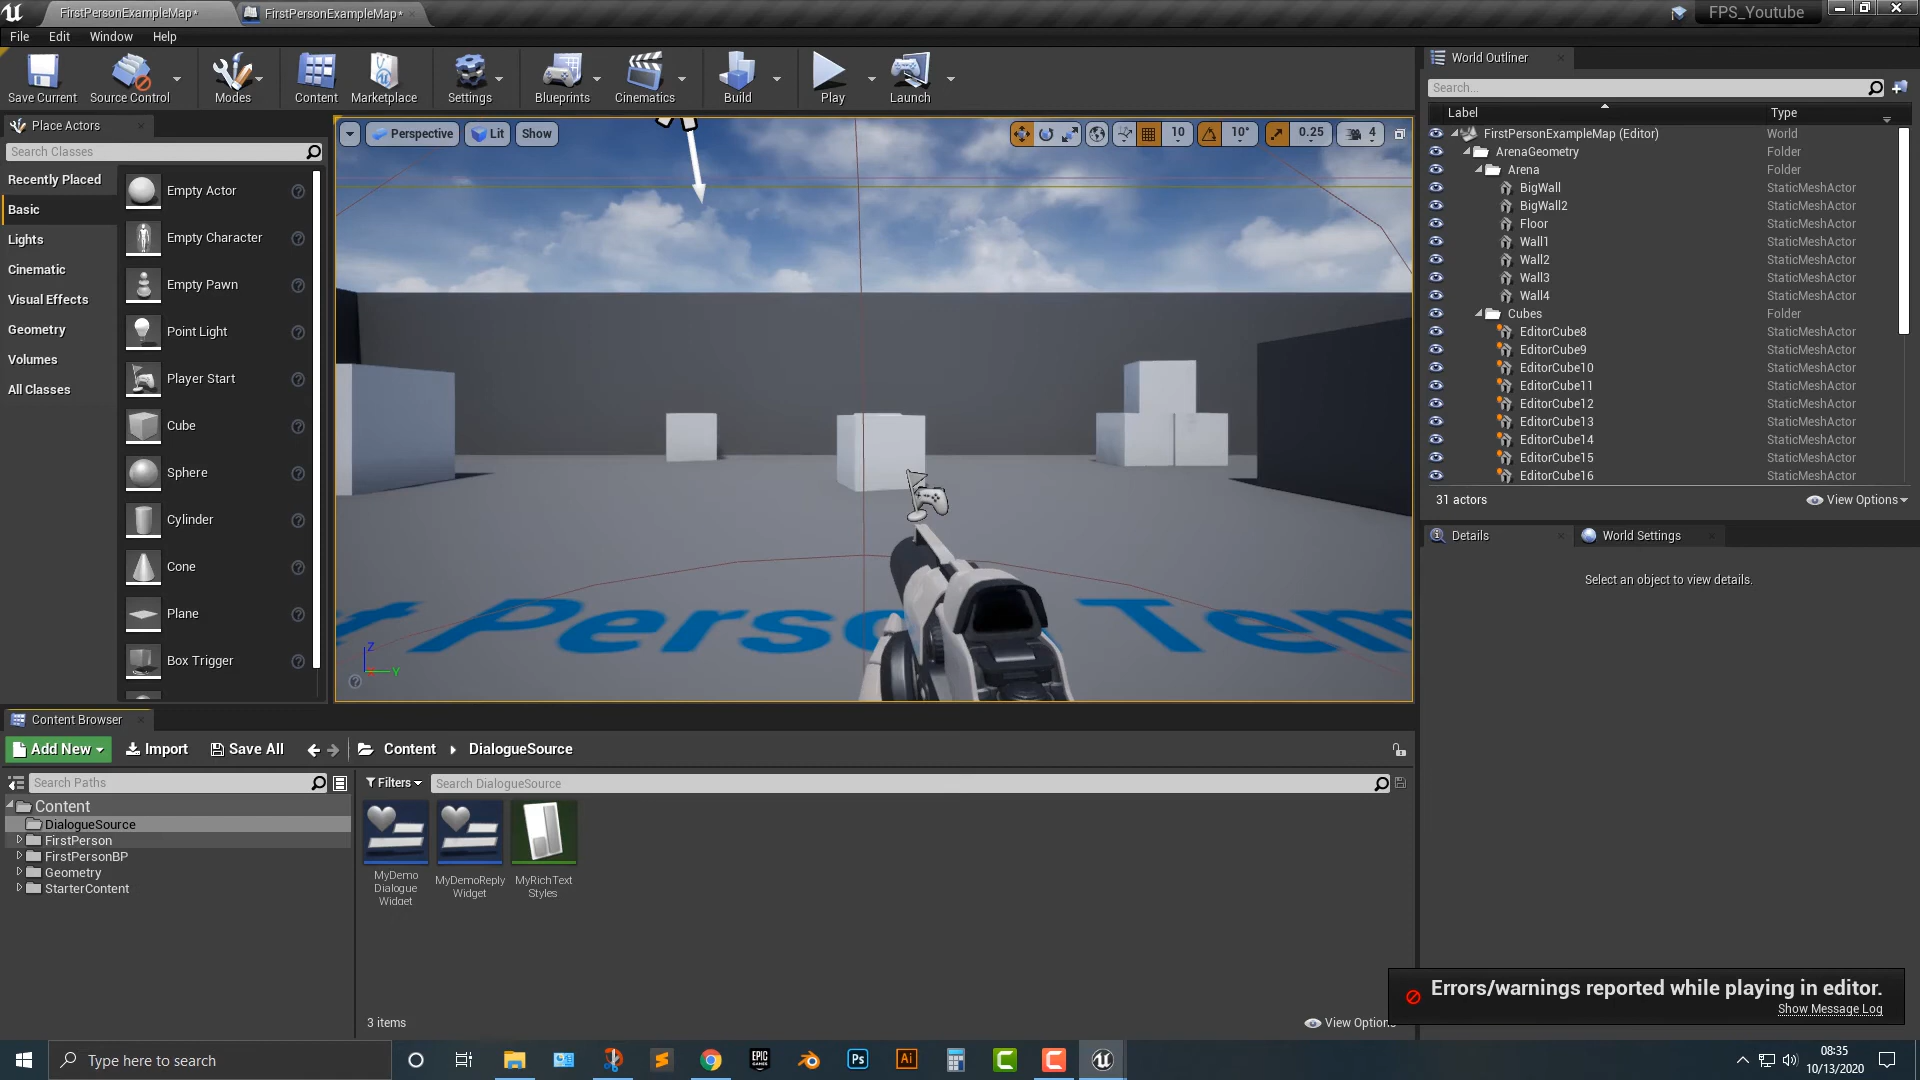 FirstPersonExampleMap*
FirstPersonExampleMap*
FPS_Youtube
File Edit Window Help
Save Current
Source Control
Modes
Content
Marketplace
Settings
Blueprints
Cinematics
Build
Play
Launch
Place Actors
Search Classes
Recently Placed
Basic
Lights
Cinematic
Visual Effects
Geometry
Volumes
All Classes
Empty Actor
Empty Character
Empty Pawn
Point Light
Player Start
Cube
Sphere
Cylinder
Cone
Plane
Box Trigger
Perspective
Lit
Show
10
10°
0.25
4
Z
Y
World Outliner
Search...
Label Type
FirstPersonExampleMap (Editor) World
ArenaGeometry Folder
Arena Folder
BigWall StaticMeshActor
BigWall2 StaticMeshActor
Floor StaticMeshActor
Wall1 StaticMeshActor
Wall2 StaticMeshActor
Wall3 StaticMeshActor
Wall4 StaticMeshActor
Cubes Folder
EditorCube8 StaticMeshActor
EditorCube9 StaticMeshActor
EditorCube10 StaticMeshActor
EditorCube11 StaticMeshActor
EditorCube12 StaticMeshActor
EditorCube13 StaticMeshActor
EditorCube14 StaticMeshActor
EditorCube15 StaticMeshActor
EditorCube16 StaticMeshActor
31 actors
View Options
Details
World Settings
Select an object to view details.
Content Browser
Add New
Import
Save All
Content
DialogueSource
Search Paths
Filters
Search DialogueSource
Content
DialogueSource
FirstPerson
FirstPersonBP
Geometry
StarterContent
MyDemo
Dialogue
Widget
MyDemoReply
Widget
MyRichText
Styles
3 items
View Option
Errors/warnings reported while playing in editor.
Show Message Log
Type here to search
EPIC
GAMES
Ps
Ai
08:35
10/13/2020